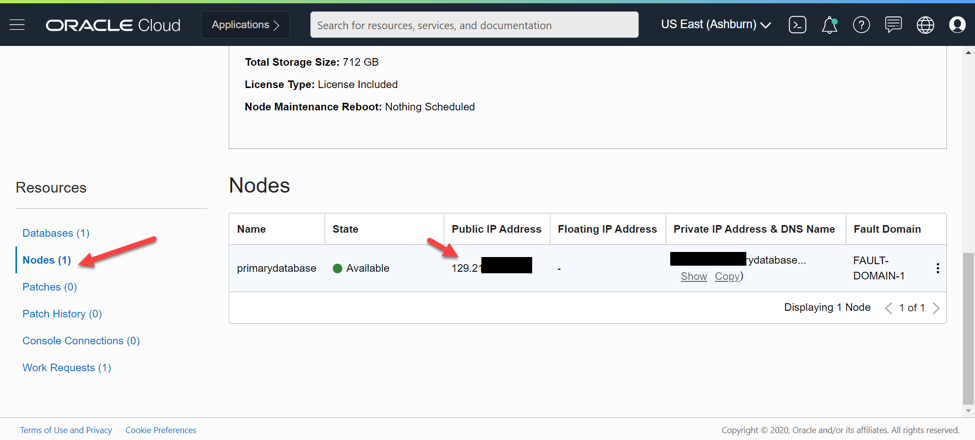 ORACLE Cloud Applications Search for resources, services, and documentation US East (Ashburn)
Total Storage Size: 712 GB
License Type: License Included
Node Maintenance Reboot: Nothing Scheduled
Resources
Databases (1)
Nodes (1)
Patches (0)
Patch History (0)
Console Connections (0)
Work Requests (1)
Nodes
Name State Public IP Address Floating IP Address Private IP Address & DNS Name Fault Domain
primarydatabase Available 129.21 - rydatabase... FAULT-
Show Copy) DOMAIN-1
Displaying 1 Node 1 of 1
Terms of Use and Privacy Cookie Preferences Copyright © 2020, Oracle and/or its affiliates. All rights reserved.